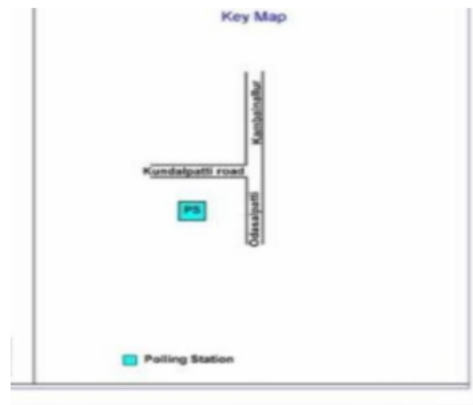 Key Map
Kambainallur
Kundalpatti road
PS
Odasalpatti
Polling Station